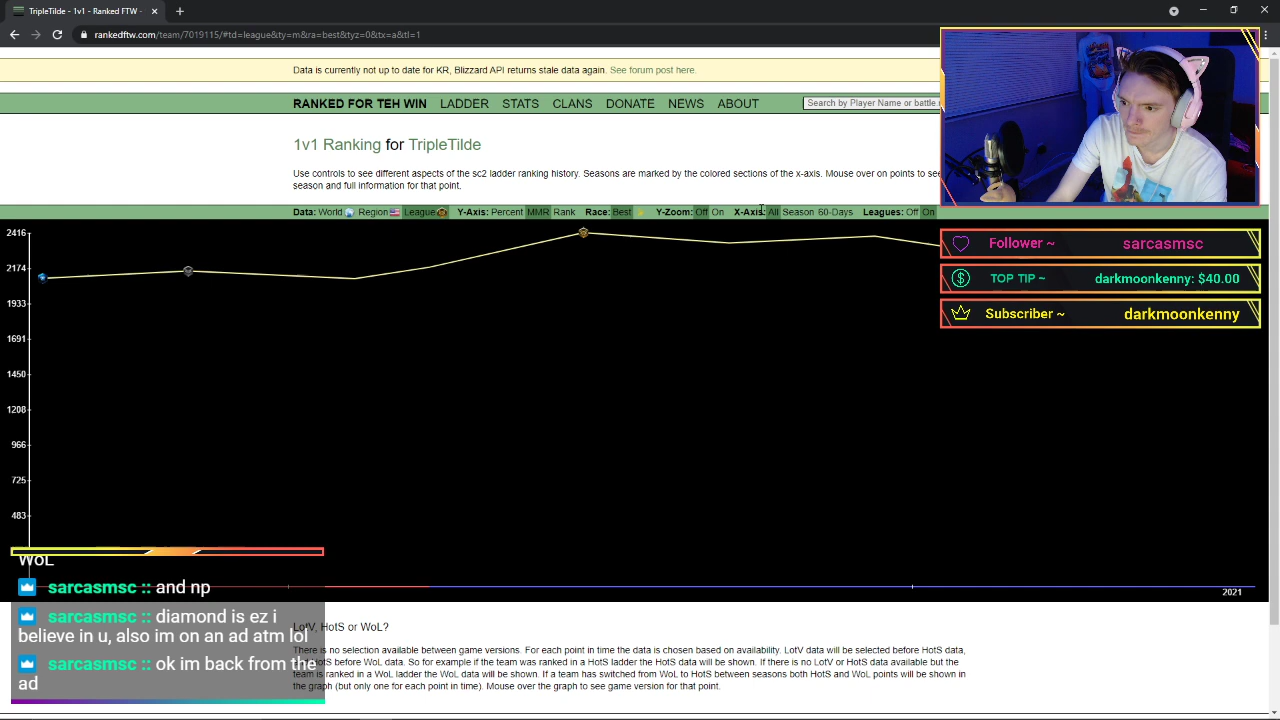 TripleTilde - 1v1 - Ranked FTW -
rankedftw.com/team/7019115/#td=league&ty=m&ra=best&tyz=0&tx=a&tl=1
Data is currently not up to date for KR, Blizzard API returns stale data again. See forum post here.
RANKED FOR TEH WIN LADDER STATS CLANS DONATE NEWS ABOUT
Search by Player Name or battle.
1v1 Ranking for TripleTilde
Use controls to see different aspects of the sc2 ladder ranking history. Seasons are marked by the colored sections of the x-axis. Mouse over on points to see
season and full information for that point.
Data: World Region League Y-Axis: Percent MMR Rank Race: Best Y-Zoom: Off On X-Axis: All Season 60-Days Leagues: Off On
2416
2174
1933
1691
1450
1208
966
725
483
2021
Follower ~ sarcasmsc
TOP TIP ~ darkmoonkenny: $40.00
Subscriber ~ darkmoonkenny
WoL
sarcasmsc :: and np
sarcasmsc :: diamond is ez i
believe in u, also im on an ad atm lol
sarcasmsc :: ok im back from the
ad
LotV, HotS or WoL?
There is no selection available between game versions. For each point in time the data is chosen based on availability. LotV data will be selected before HotS data,
HotS before WoL data. So for example if the team was ranked in a HotS ladder the HotS data will be shown. If there is no LotV or HotS data available but the
team is ranked in a WoL ladder the WoL data will be shown. If a team has switched from WoL to HotS between seasons both HotS and WoL points will be shown in
the graph (but only one for each point in time). Mouse over the graph to see game version for that point.